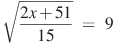 √((2x + 51)/15) = 9